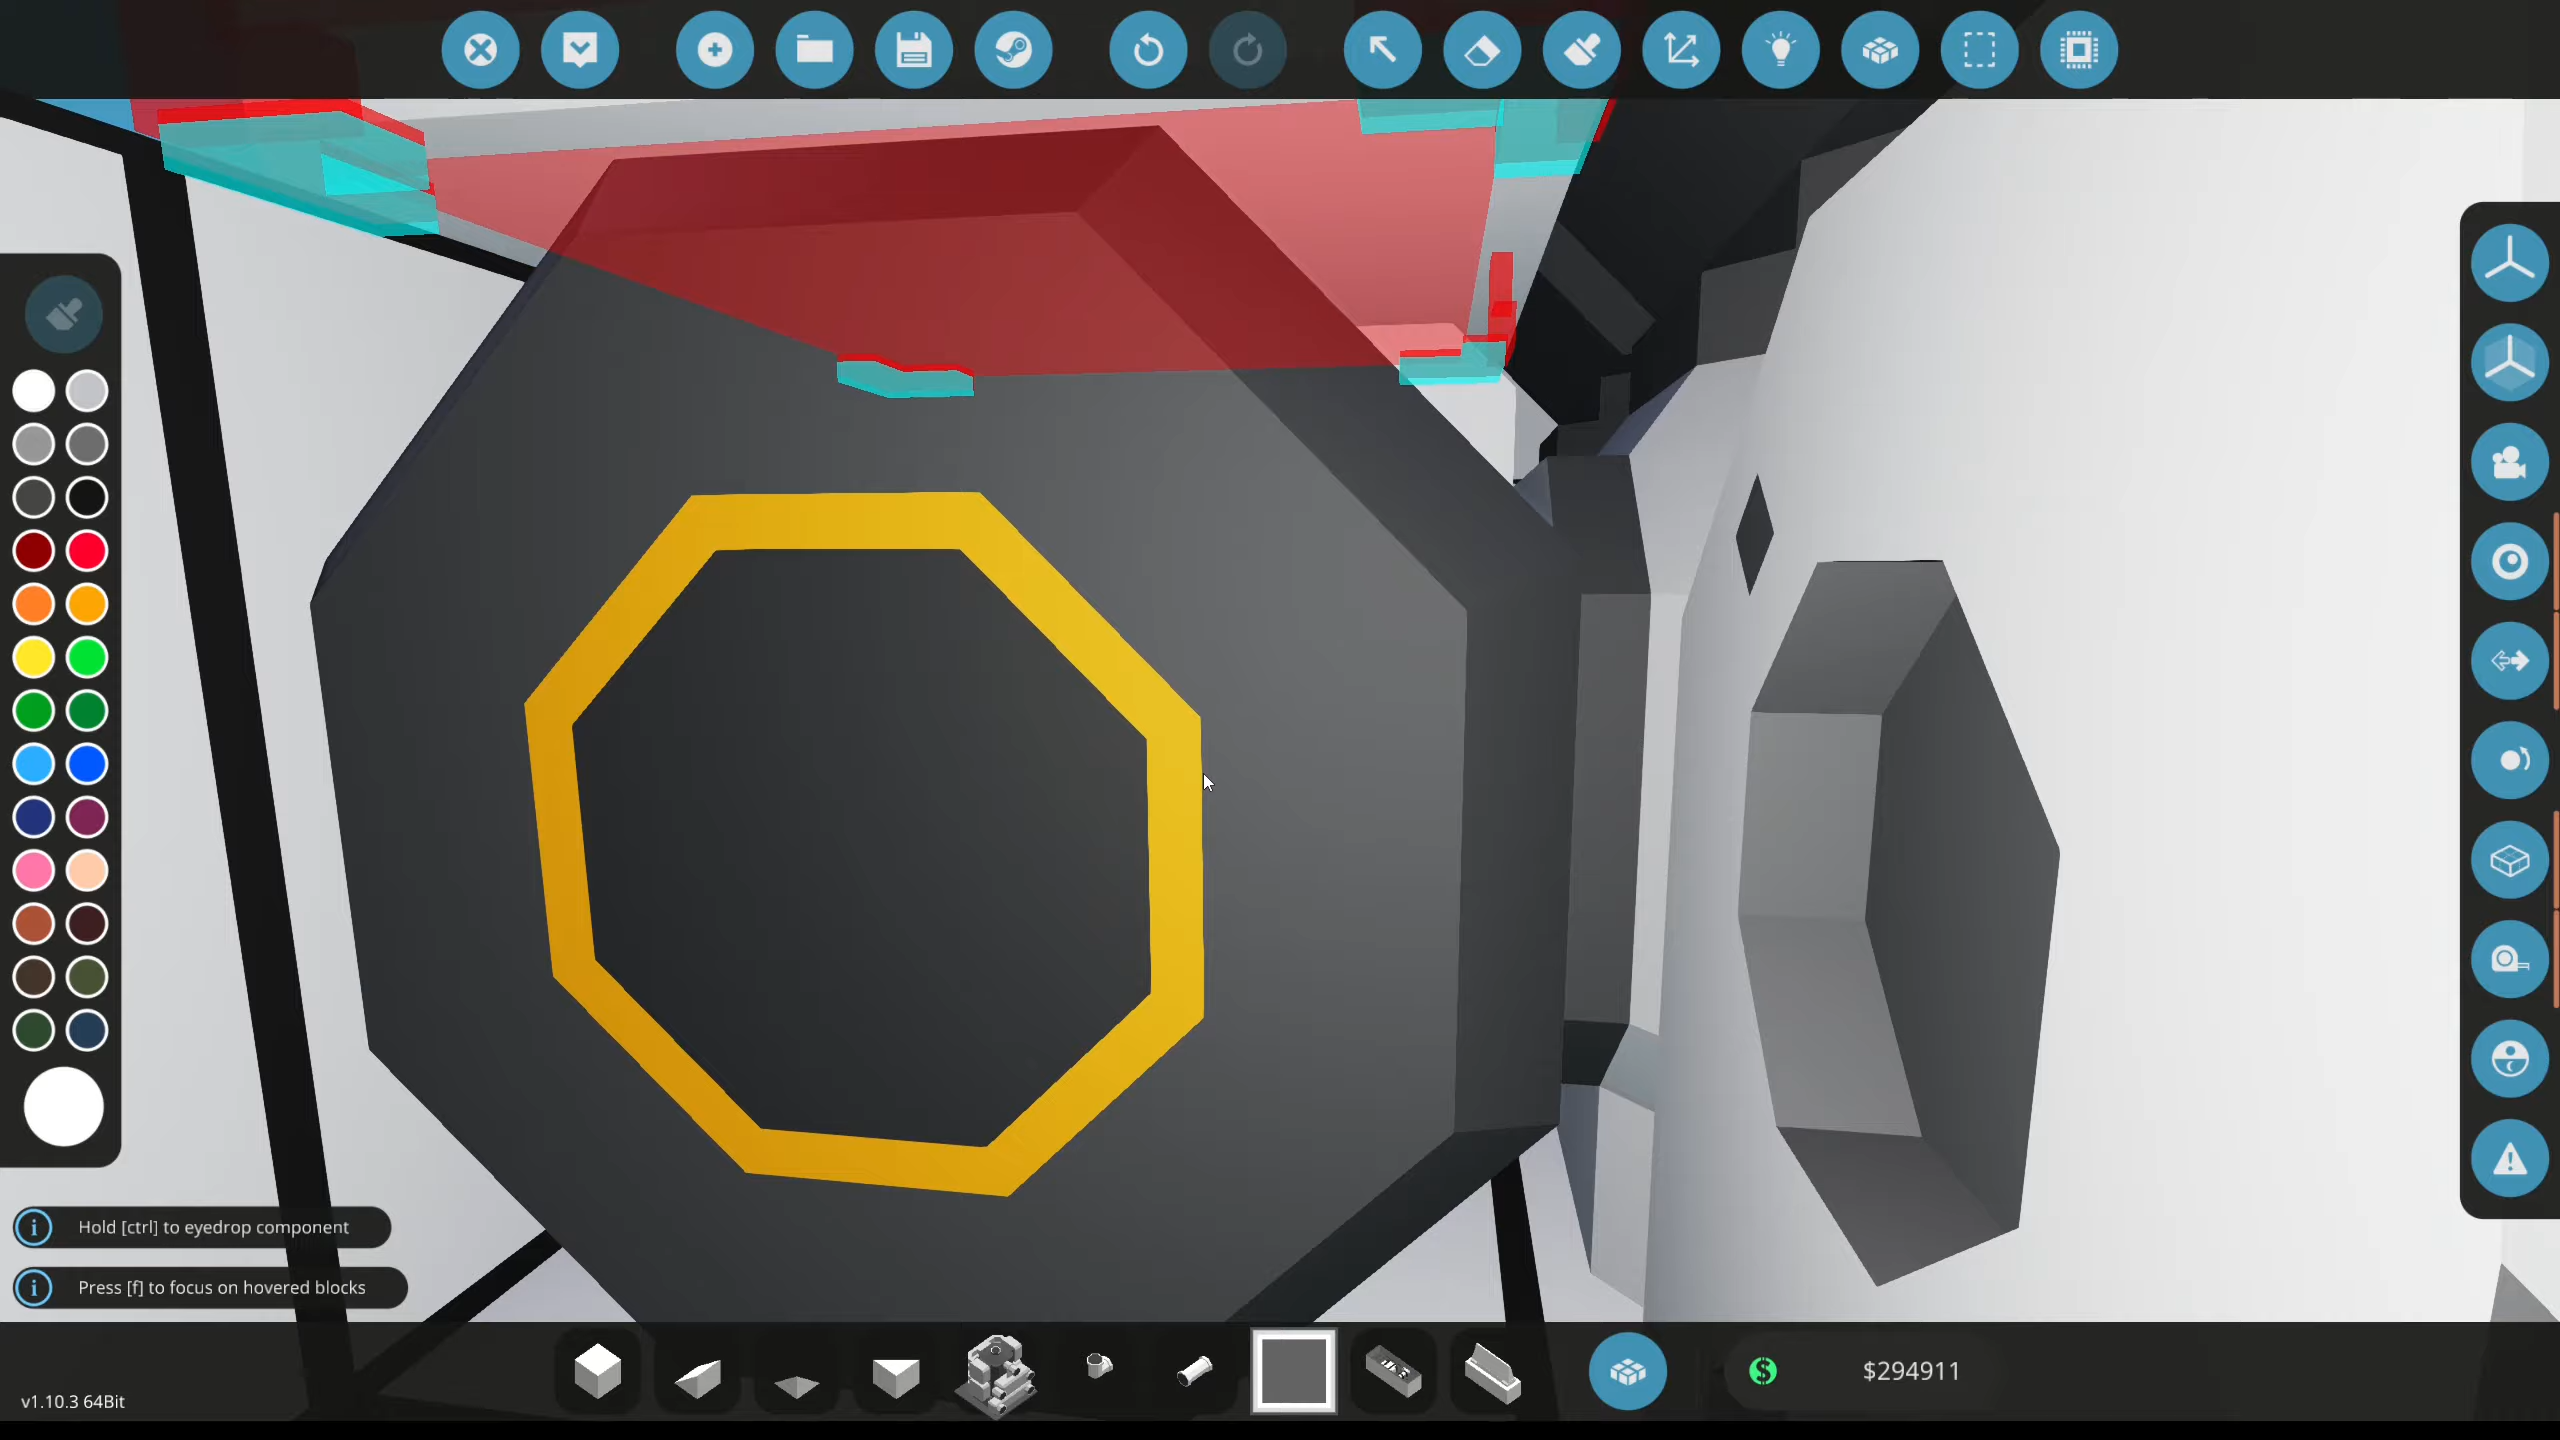 Hold [ctrl] to eyedrop component
Press [f] to focus on hovered blocks
v1.10.3 64Bit
$294911